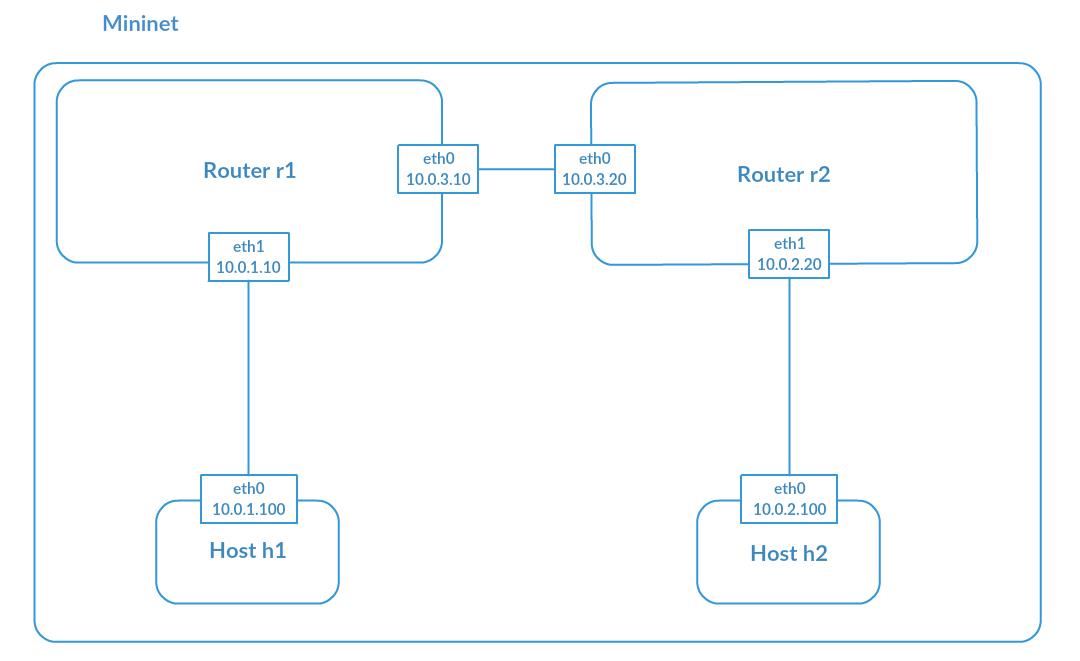 Mininet
Router r1
eth0
10.0.3.10
eth1
10.0.1.10
eth0
10.0.3.20
Router r2
eth1
10.0.2.20
eth0
10.0.1.100
Host h1
eth0
10.0.2.100
Host h2